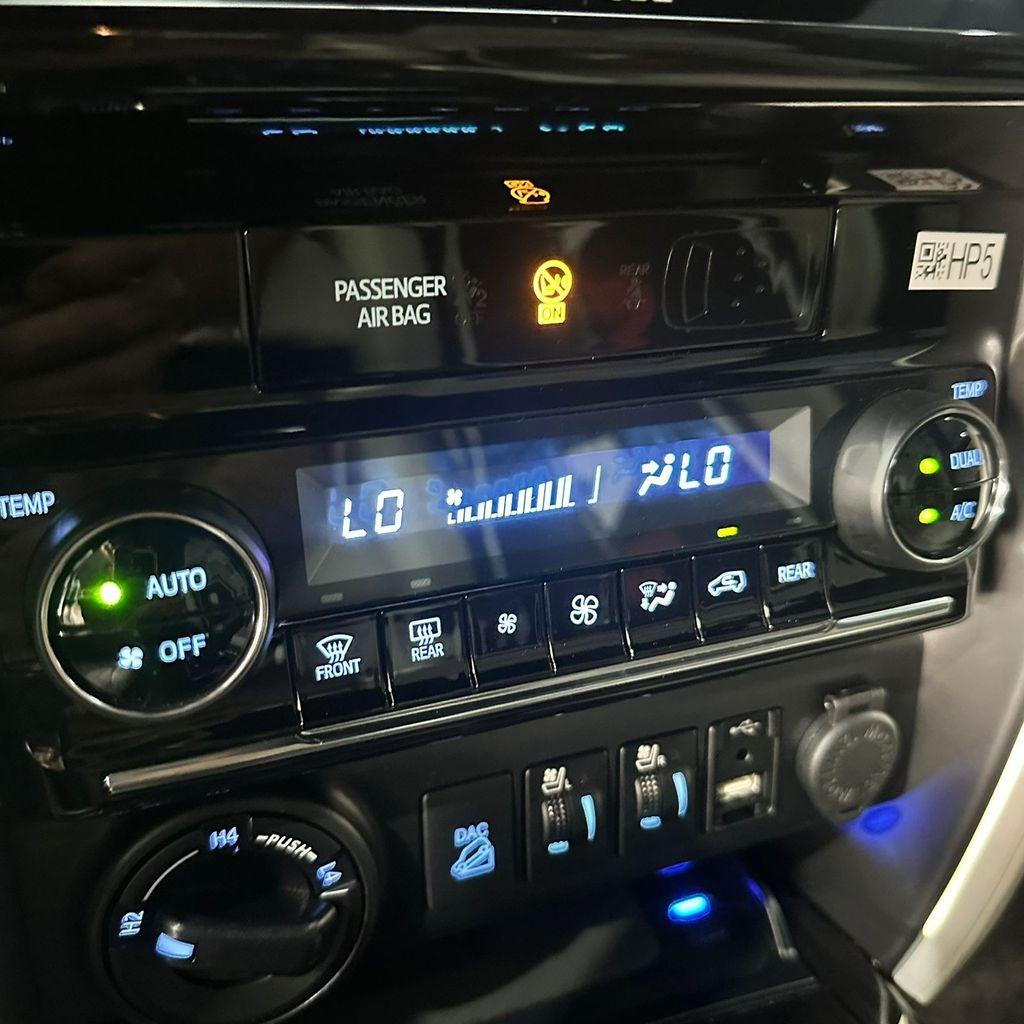 PASSENGER
AIR BAG
ON
REAR
HP5
TEMP
TEMP
LO
LO
DUAL
A/C
AUTO
OFF
FRONT
REAR
REAR
H4
PUSH
L4
H2
DAC
L
R